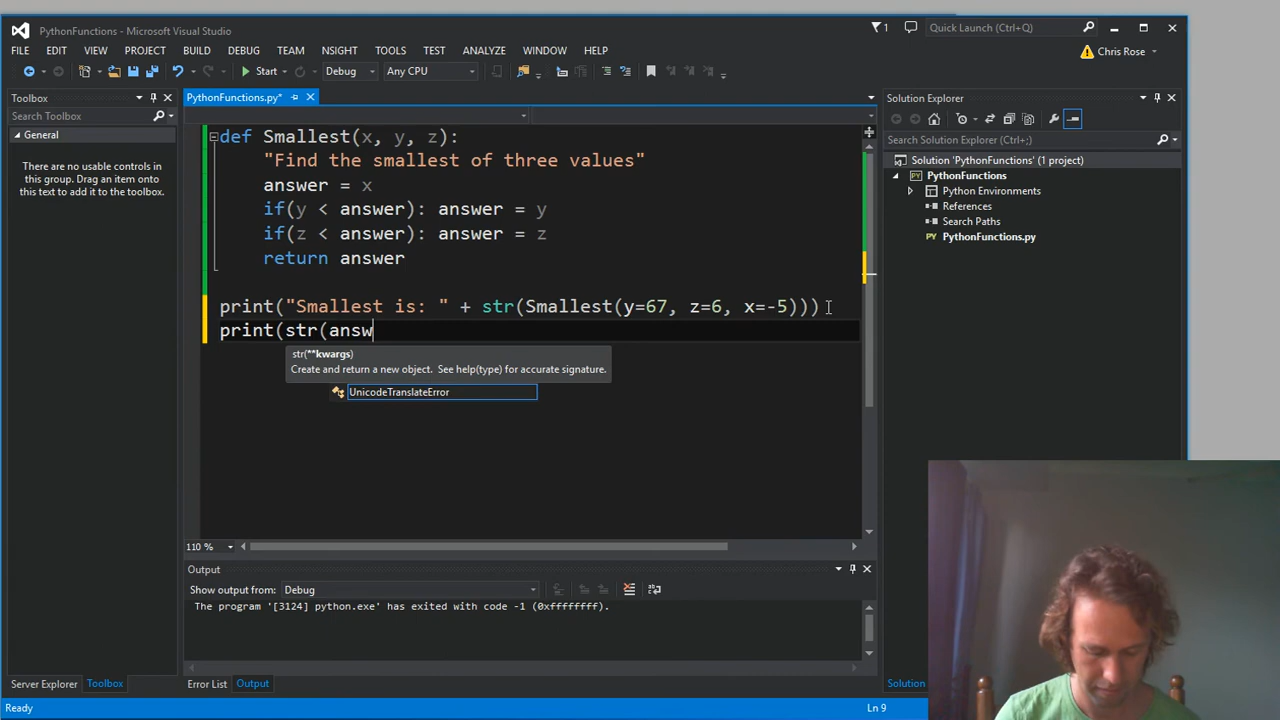 PythonFunctions - Microsoft Visual Studio
1
Quick Launch (Ctrl+Q)
FILE EDIT VIEW PROJECT BUILD DEBUG TEAM NSIGHT TOOLS TEST ANALYZE WINDOW HELP
Chris Rose
Start Debug Any CPU
Toolbox
Search Toolbox
General
There are no usable controls in
this group. Drag an item onto
this text to add it to the toolbox.
PythonFunctions.py*
def Smallest(x, y, z):
"Find the smallest of three values"
answer = x
if(y < answer): answer = y
if(z < answer): answer = z
return answer
print("Smallest is: " + str(Smallest(y=67, z=6, x=-5)))
print(str(answ
str(**kwargs)
Create and return a new object. See help(type) for accurate signature.
UnicodeTranslateError
110 %
Output
Show output from: Debug
The program '[3124] python.exe' has exited with code -1 (0xffffffff).
Solution Explorer
Search Solution Explorer
Solution 'PythonFunctions' (1 project)
PythonFunctions
Python Environments
References
Search Paths
PythonFunctions.py
Server Explorer Toolbox
Error List Output
Solution
Ready
Ln 9